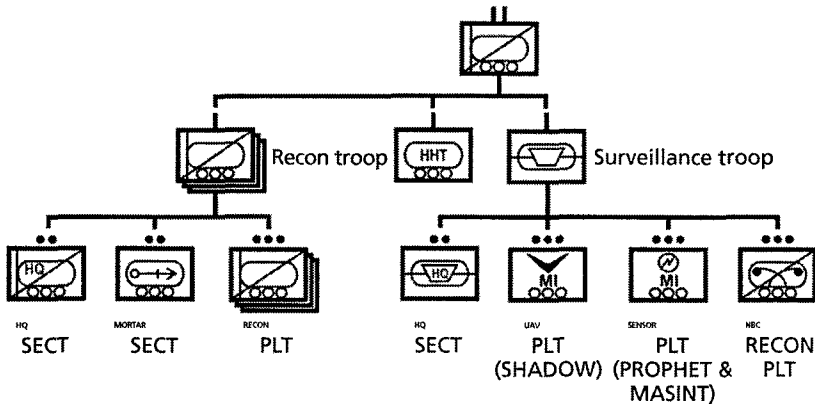 Recon troop
HHT
Surveillance troop
HQ
HQ
MI
MI
HQ
SECT
MORTAR
SECT
RECON
PLT
HQ
SECT
UAV
PLT
(SHADOW)
SENSOR
PLT
(PROPHET &
MASINT)
NBC
RECON
PLT